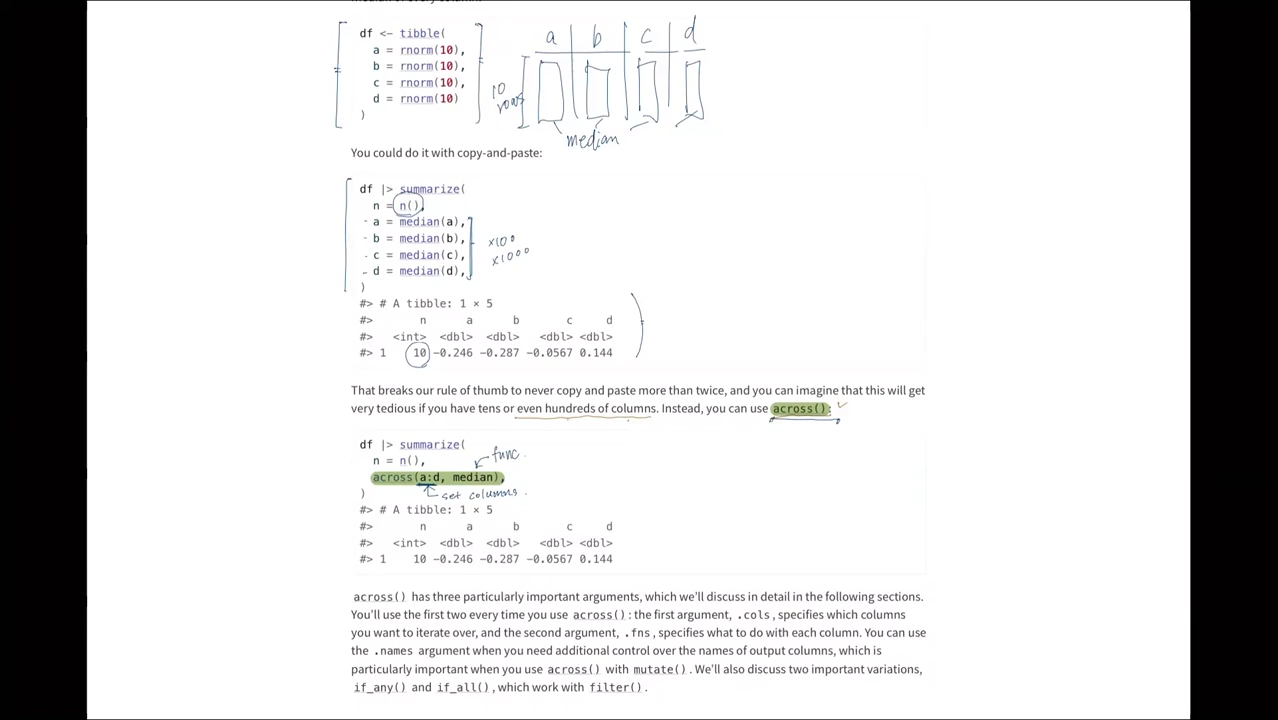 df <- tibble(
a = rnorm(10),
b = rnorm(10),
c = rnorm(10),
d = rnorm(10)
)
a b c d
10 rows
median
You could do it with copy-and-paste:
df |> summarize(
n = n(),
a = median(a),
b = median(b),
c = median(c),
d = median(d),
)
×100
×1000
#> # A tibble: 1 × 5
#> n a b c d
#> <int> <dbl> <dbl> <dbl> <dbl>
#> 1 10 -0.246 -0.287 -0.0567 0.144
That breaks our rule of thumb to never copy and paste more than twice, and you can imagine that this will get
very tedious if you have tens or even hundreds of columns. Instead, you can use across():
df |> summarize(
n = n(),
func.
across(a:d, median),
)
set columns.
#> # A tibble: 1 × 5
#> n a b c d
#> <int> <dbl> <dbl> <dbl> <dbl>
#> 1 10 -0.246 -0.287 -0.0567 0.144
across() has three particularly important arguments, which we'll discuss in detail in the following sections.
You'll use the first two every time you use across(): the first argument, .cols, specifies which columns
you want to iterate over, and the second argument, .fns, specifies what to do with each column. You can use
the .names argument when you need additional control over the names of output columns, which is
particularly important when you use across() with mutate(). We'll also discuss two important variations,
if_any() and if_all(), which work with filter().